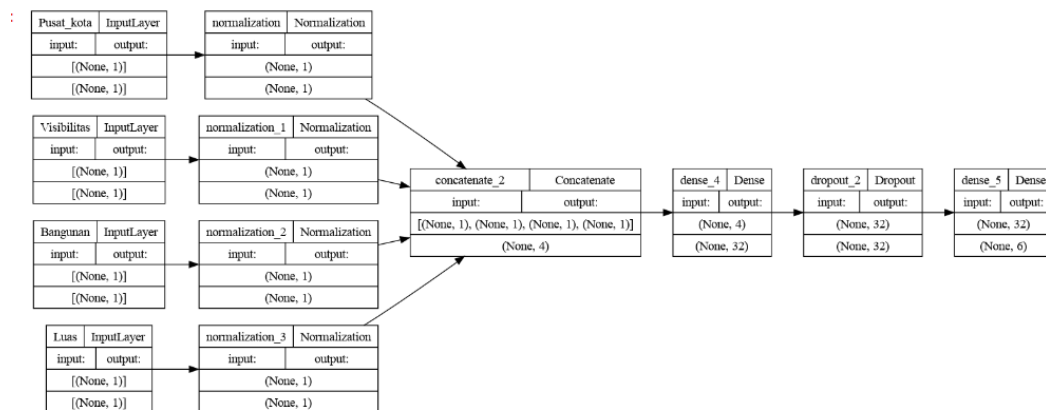 :
Pusat_kota InputLayer
input: output:
[(None, 1)]
[(None, 1)]
normalization Normalization
input: output:
(None, 1)
(None, 1)
Visibilitas InputLayer
input: output:
[(None, 1)]
[(None, 1)]
normalization_1 Normalization
input: output:
(None, 1)
(None, 1)
Bangunan InputLayer
input: output:
[(None, 1)]
[(None, 1)]
normalization_2 Normalization
input: output:
(None, 1)
(None, 1)
Luas InputLayer
input: output:
[(None, 1)]
[(None, 1)]
normalization_3 Normalization
input: output:
(None, 1)
(None, 1)
concatenate_2 Concatenate
input: output:
[(None, 1), (None, 1), (None, 1), (None, 1)]
(None, 4)
dense_4 Dense
input: output:
(None, 4)
(None, 32)
dropout_2 Dropout
input: output:
(None, 32)
(None, 32)
dense_5 Dense
input: output:
(None, 32)
(None, 6)